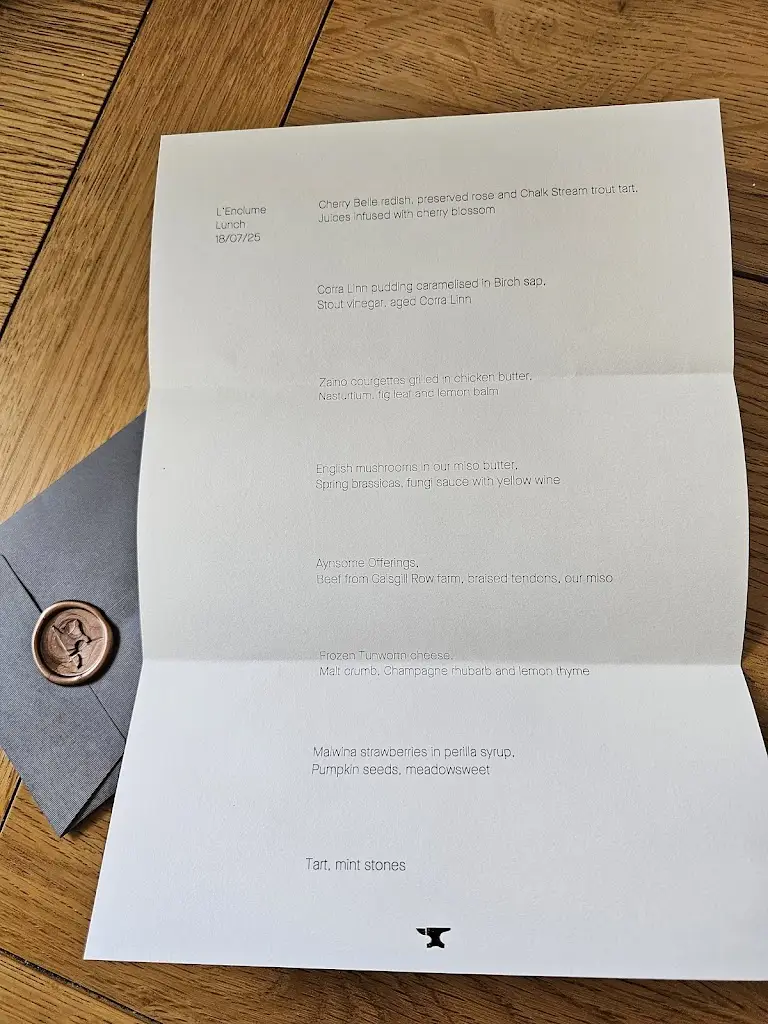 L'Enclume
Lunch
18/07/25
Cherry Belle radish, preserved rose and Chalk Stream trout tart,
Juices infused with cherry blossom
Corra Linn pudding caramelised in Birch sap,
Stout vinegar, aged Corra Linn
Zaino courgettes grilled in chicken butter,
Nasturtium, fig leaf and lemon balm
English mushrooms in our miso butter,
Spring brassicas, fungi sauce with yellow wine
Aynsome Offerings,
Beef from Gaisgill Row farm, braised tendons, our miso
Frozen Tunworth cheese,
Malt crumb, Champagne rhubarb and lemon thyme
Malwina strawberries in perilla syrup,
Pumpkin seeds, meadowsweet
Tart, mint stones